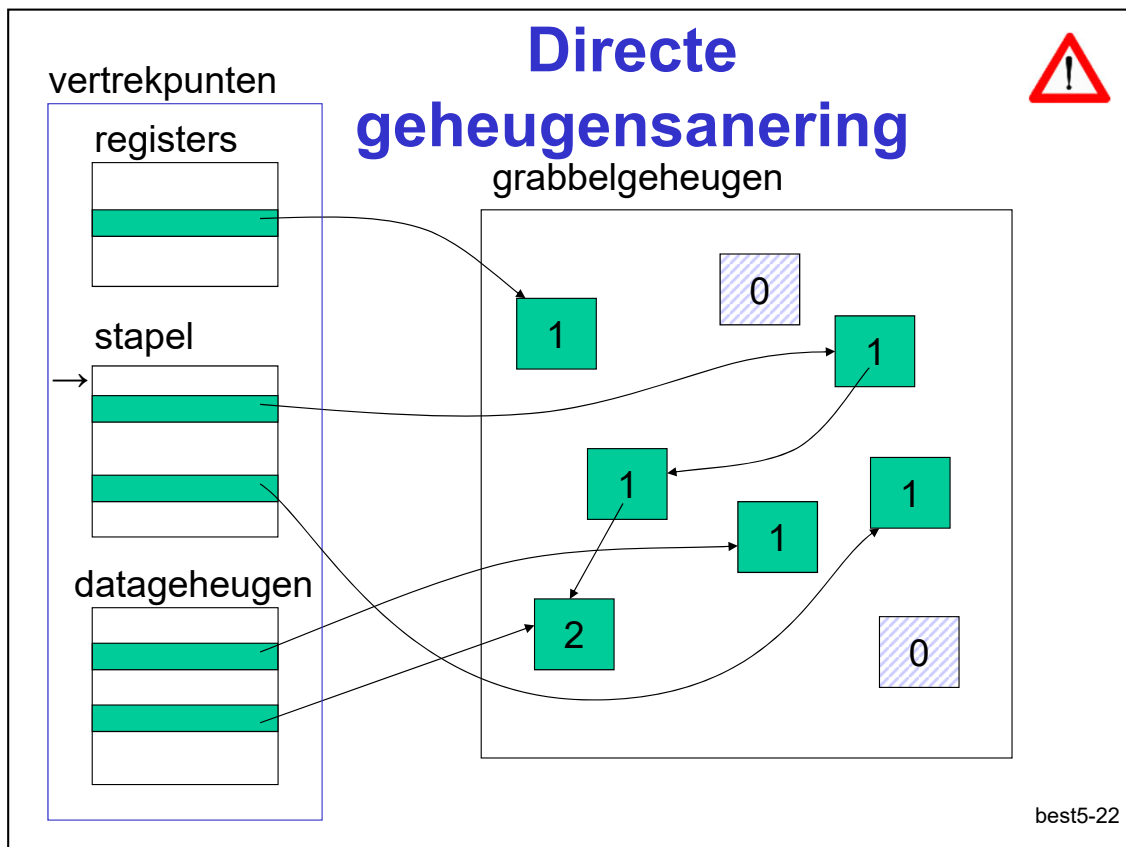 Directe
geheugensanering
vertrekpunten
registers
stapel
→
datageheugen
grabbelgeheugen
0
1
1
1
1
1
2
0
best5-22